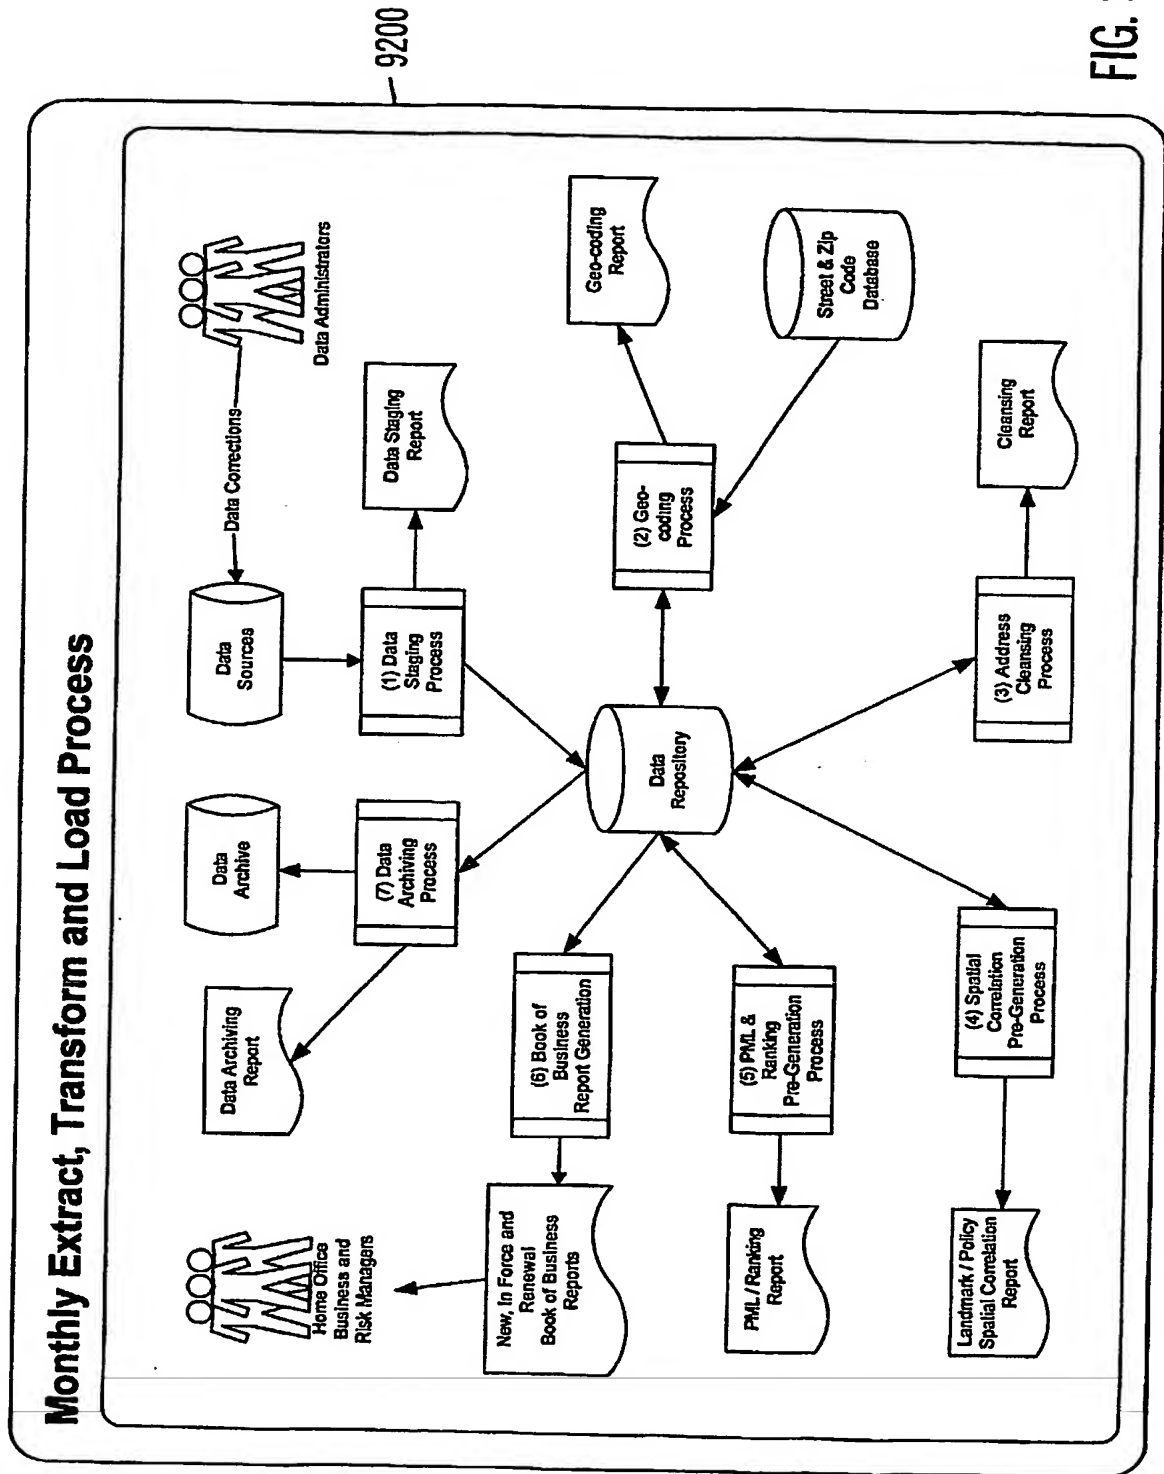 Monthly Extract, Transform and Load Process
9200
FIG.
Home Office
Business and
Risk Managers
Data Archiving
Report
Data
Archive
Data
Sources
Data Corrections
Data Administrators
(7) Data
Archiving
Process
(1) Data
Staging
Process
Data Staging
Report
New, In Force and
Renewal
Book of Business
Reports
(6) Book of
Business
Report Generation
Data
Repository
(2) Geo-
coding
Process
Geo-coding
Report
PML / Ranking
Report
(5) PML &
Ranking
Pre-Generation
Process
Street & Zip
Code
Database
Landmark / Policy
Spatial Correlation
Report
(4) Spatial
Correlation
Pre-Generation
Process
(3) Address
Cleansing
Process
Cleansing
Report